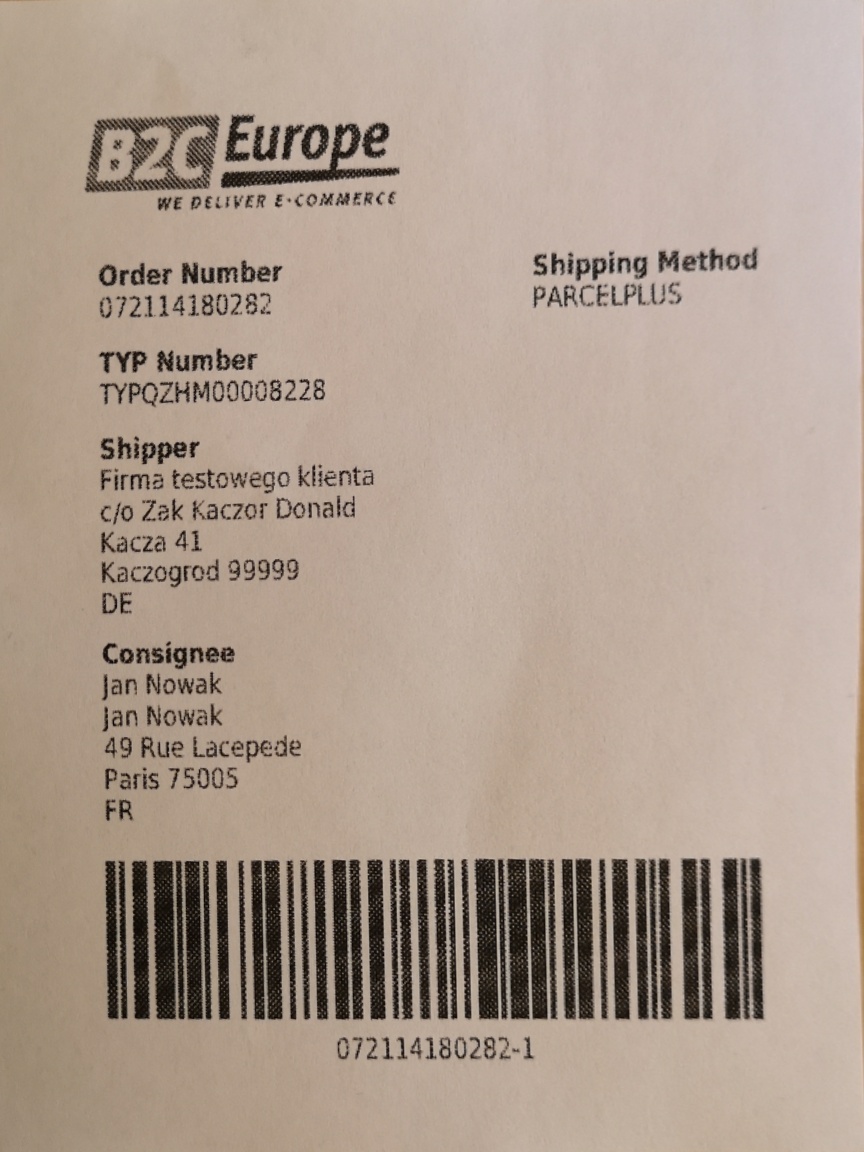 B2C Europe
WE DELIVER E-COMMERCE
Order Number
072114180282
Shipping Method
PARCELPLUS
TYP Number
TYPQZHM00008228
Shipper
Firma testowego klienta
c/o Zak Kaczor Donald
Kacza 41
Kaczogrod 99999
DE
Consignee
Jan Nowak
Jan Nowak
49 Rue Lacepede
Paris 75005
FR
072114180282-1